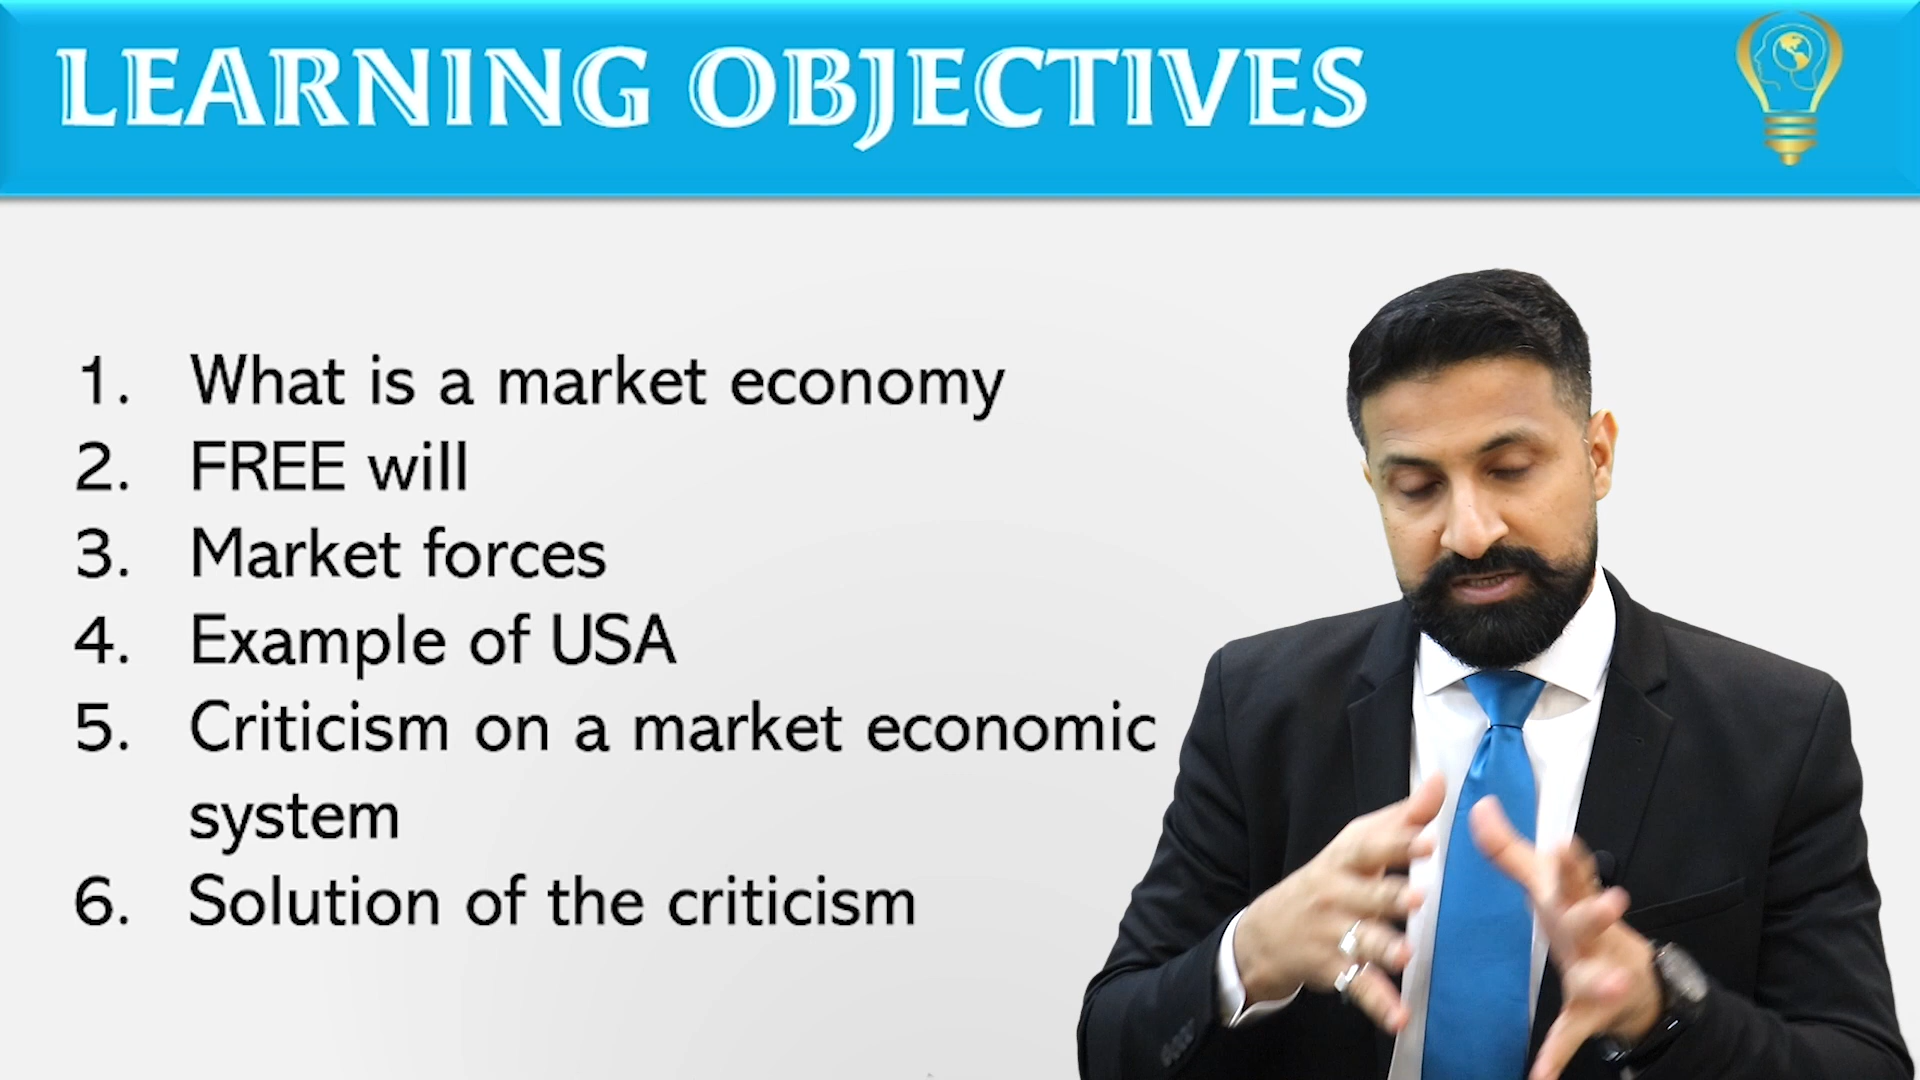 LEARNING OBJECTIVES
1. What is a market economy
2. FREE will
3. Market forces
4. Example of USA
5. Criticism on a market economic
system
6. Solution of the criticism